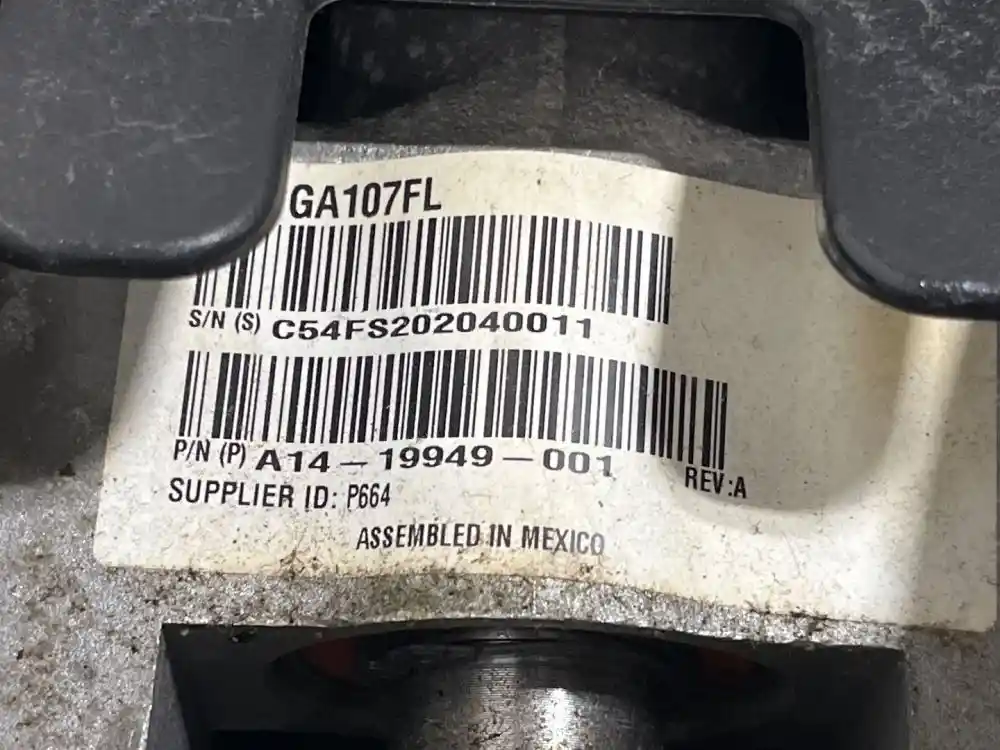 GA107FL
S/N (S) C54FS202040011
P/N (P) A14-19949-001
REV:A
SUPPLIER ID: P664
ASSEMBLED IN MEXICO